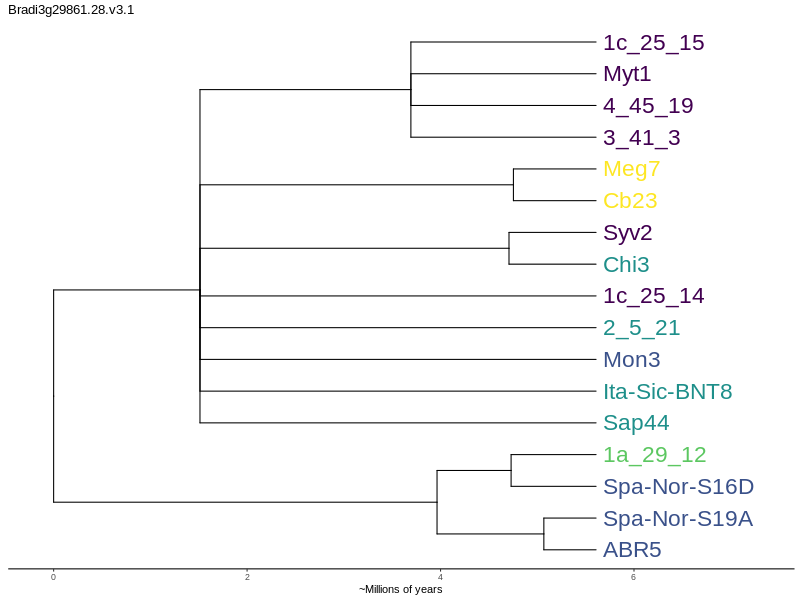 Bradi3g29861.28.v3.1
1c_25_15
Myt1
4_45_19
3_41_3
Meg7
Cb23
Syv2
Chi3
1c_25_14
2_5_21
Mon3
Ita-Sic-BNT8
Sap44
1a_29_12
Spa-Nor-S16D
Spa-Nor-S19A
ABR5
0 2 4 6
~Millions of years